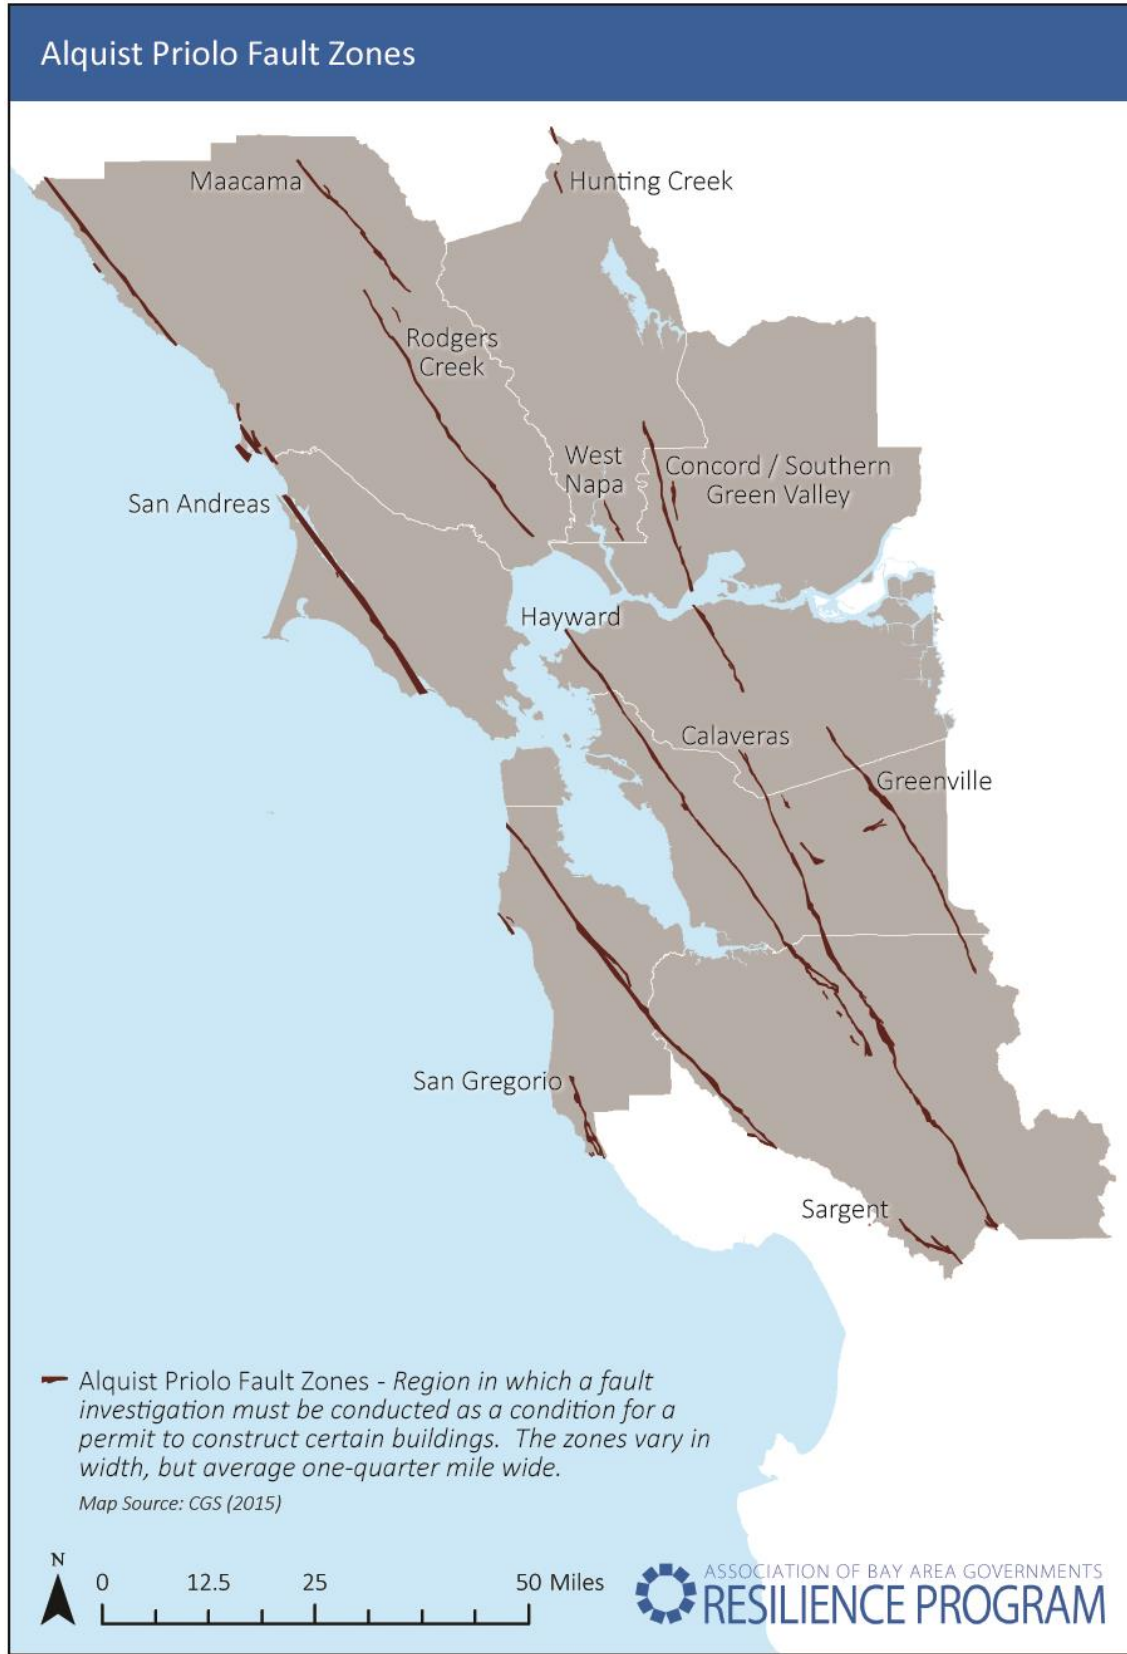 Alquist Priolo Fault Zones
Maacama
Hunting Creek
Rodgers
Creek
West
Napa
Concord / Southern
Green Valley
San Andreas
Hayward
Calaveras
Greenville
San Gregorio
Sargent
Alquist Priolo Fault Zones - Region in which a fault
investigation must be conducted as a condition for a
permit to construct certain buildings. The zones vary in
width, but average one-quarter mile wide.
Map Source: CGS (2015)
N
0 12.5 25 50 Miles
ASSOCIATION OF BAY AREA GOVERNMENTS
RESILIENCE PROGRAM